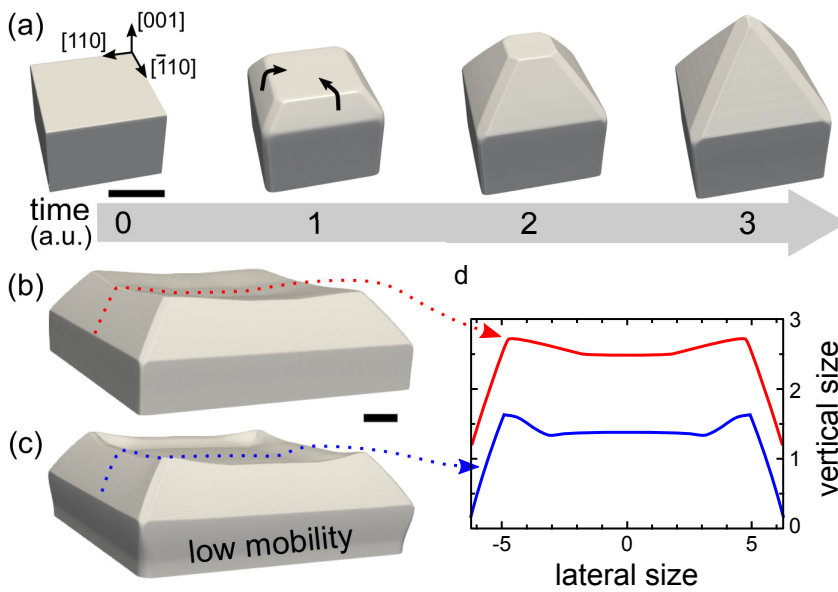 (a)
[001]
[110]
[1̄10]
time
(a.u.)
0 1 2 3
(b)
(c)
low mobility
d
3
2
1
0
vertical size
-5 0 5
lateral size